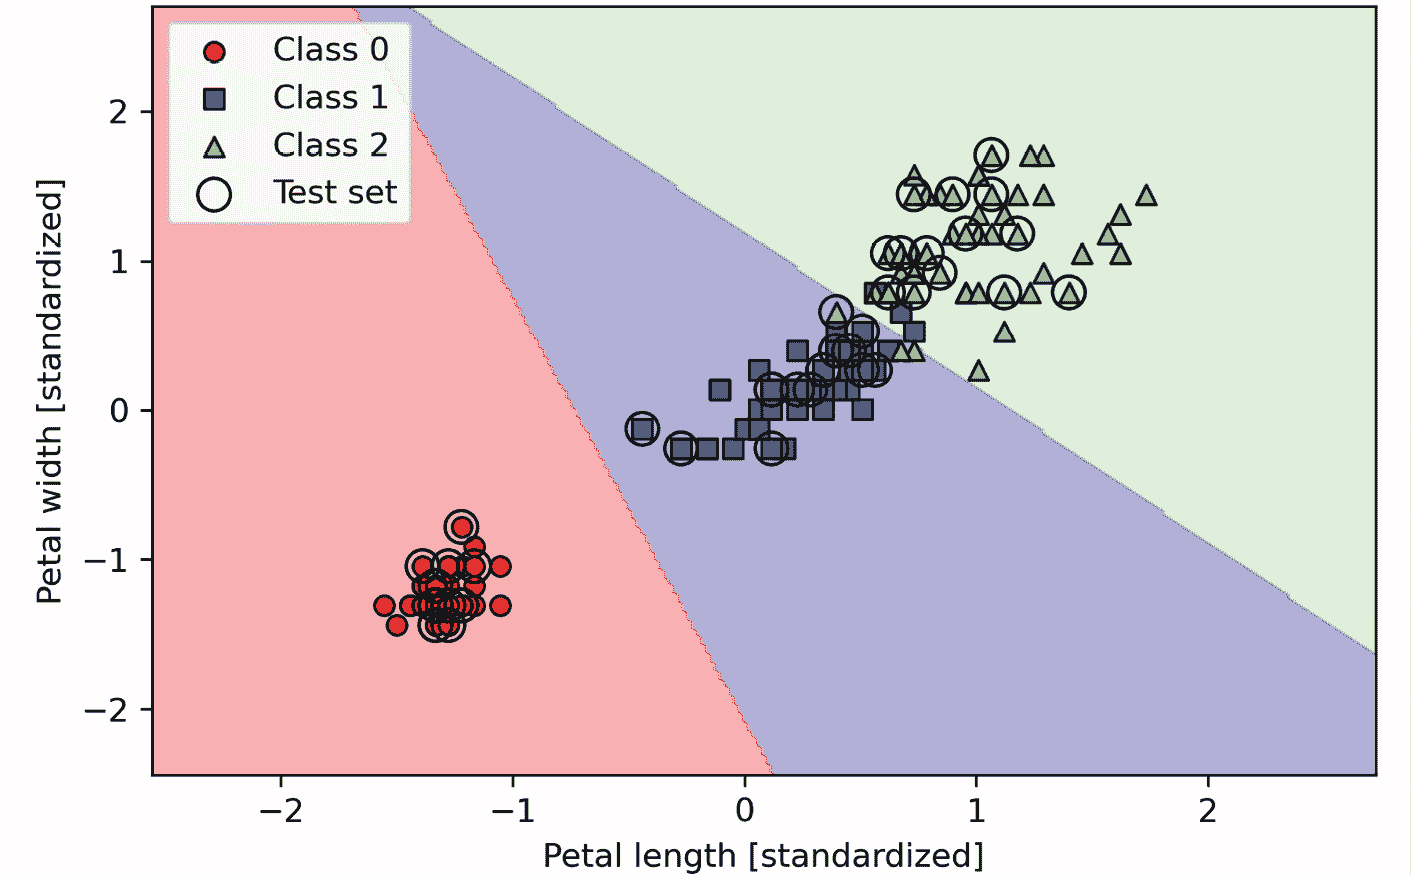 Class 0
Class 1
Class 2
Test set
2
1
0
−1
−2
Petal width [standardized]
−2 −1 0 1 2
Petal length [standardized]